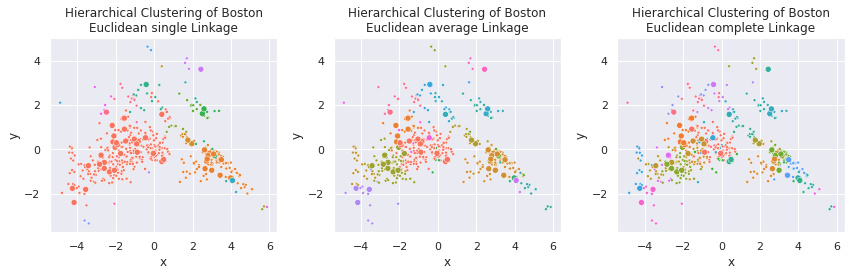 Hierarchical Clustering of Boston
Euclidean single Linkage
4
2
0
−2
y
−4
−2
0
2
4
6
x
Hierarchical Clustering of Boston
Euclidean average Linkage
4
2
0
−2
y
−4
−2
0
2
4
6
x
Hierarchical Clustering of Boston
Euclidean complete Linkage
4
2
0
−2
y
−4
−2
0
2
4
6
x